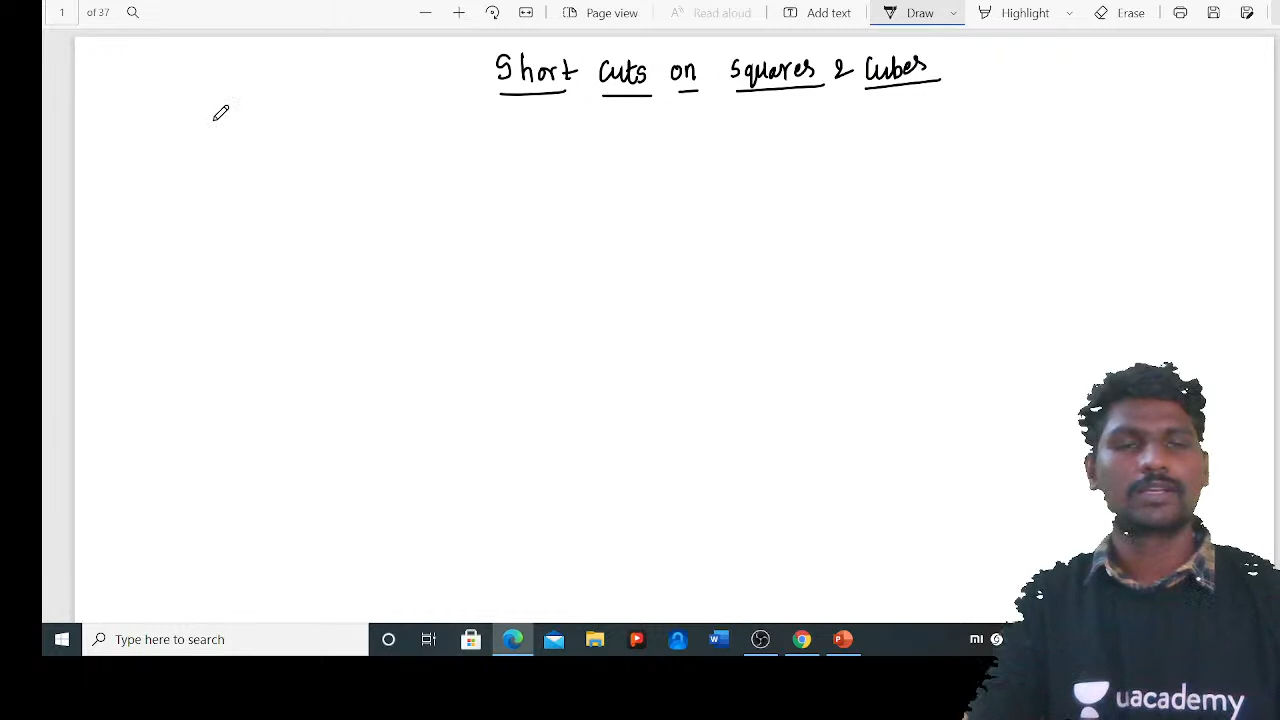 1 of 37 Page view Read aloud Add text Draw Highlight Erase
Short Cuts on Squares & Cubes
Type here to search
mi
uacademy